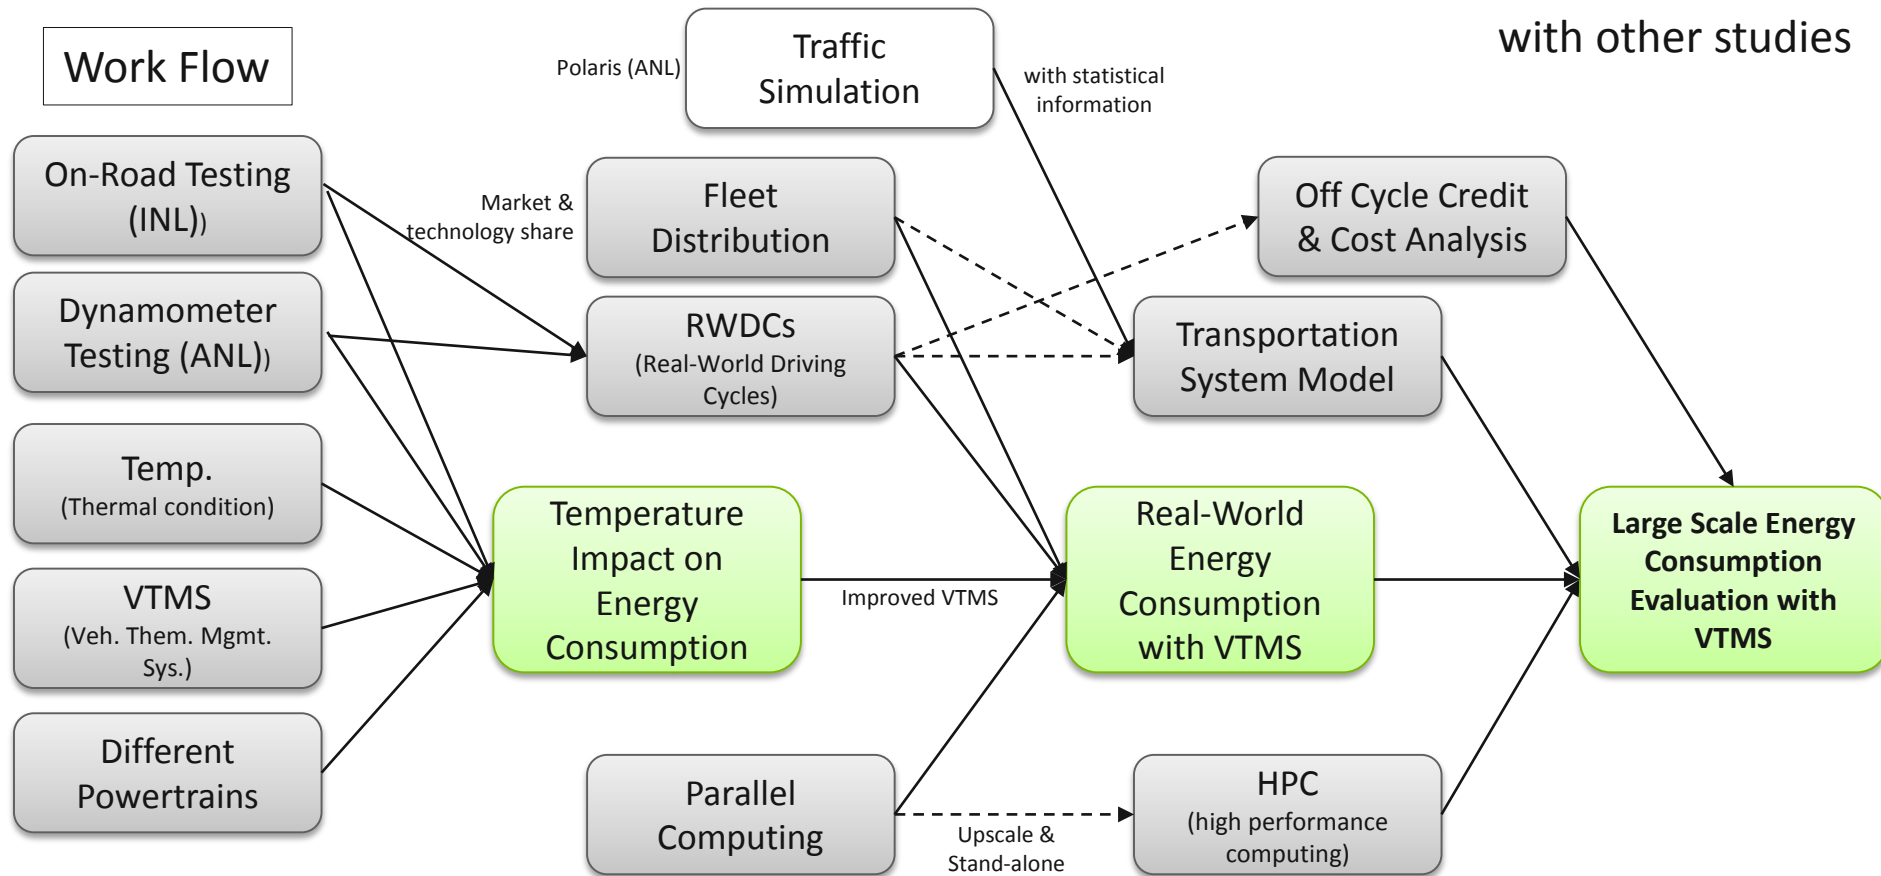 Work Flow
with other studies
Polaris (ANL)
Traffic
Simulation
with statistical
information
On-Road Testing
(INL))
Market &
technology share
Fleet
Distribution
Off Cycle Credit
& Cost Analysis
Dynamometer
Testing (ANL))
RWDCs
(Real-World Driving
Cycles)
Transportation
System Model
Temp.
(Thermal condition)
VTMS
(Veh. Them. Mgmt.
Sys.)
Different
Powertrains
Temperature
Impact on
Energy
Consumption
Improved VTMS
Real-World
Energy
Consumption
with VTMS
Large Scale Energy
Consumption
Evaluation with
VTMS
Parallel
Computing
Upscale &
Stand-alone
HPC
(high performance
computing)